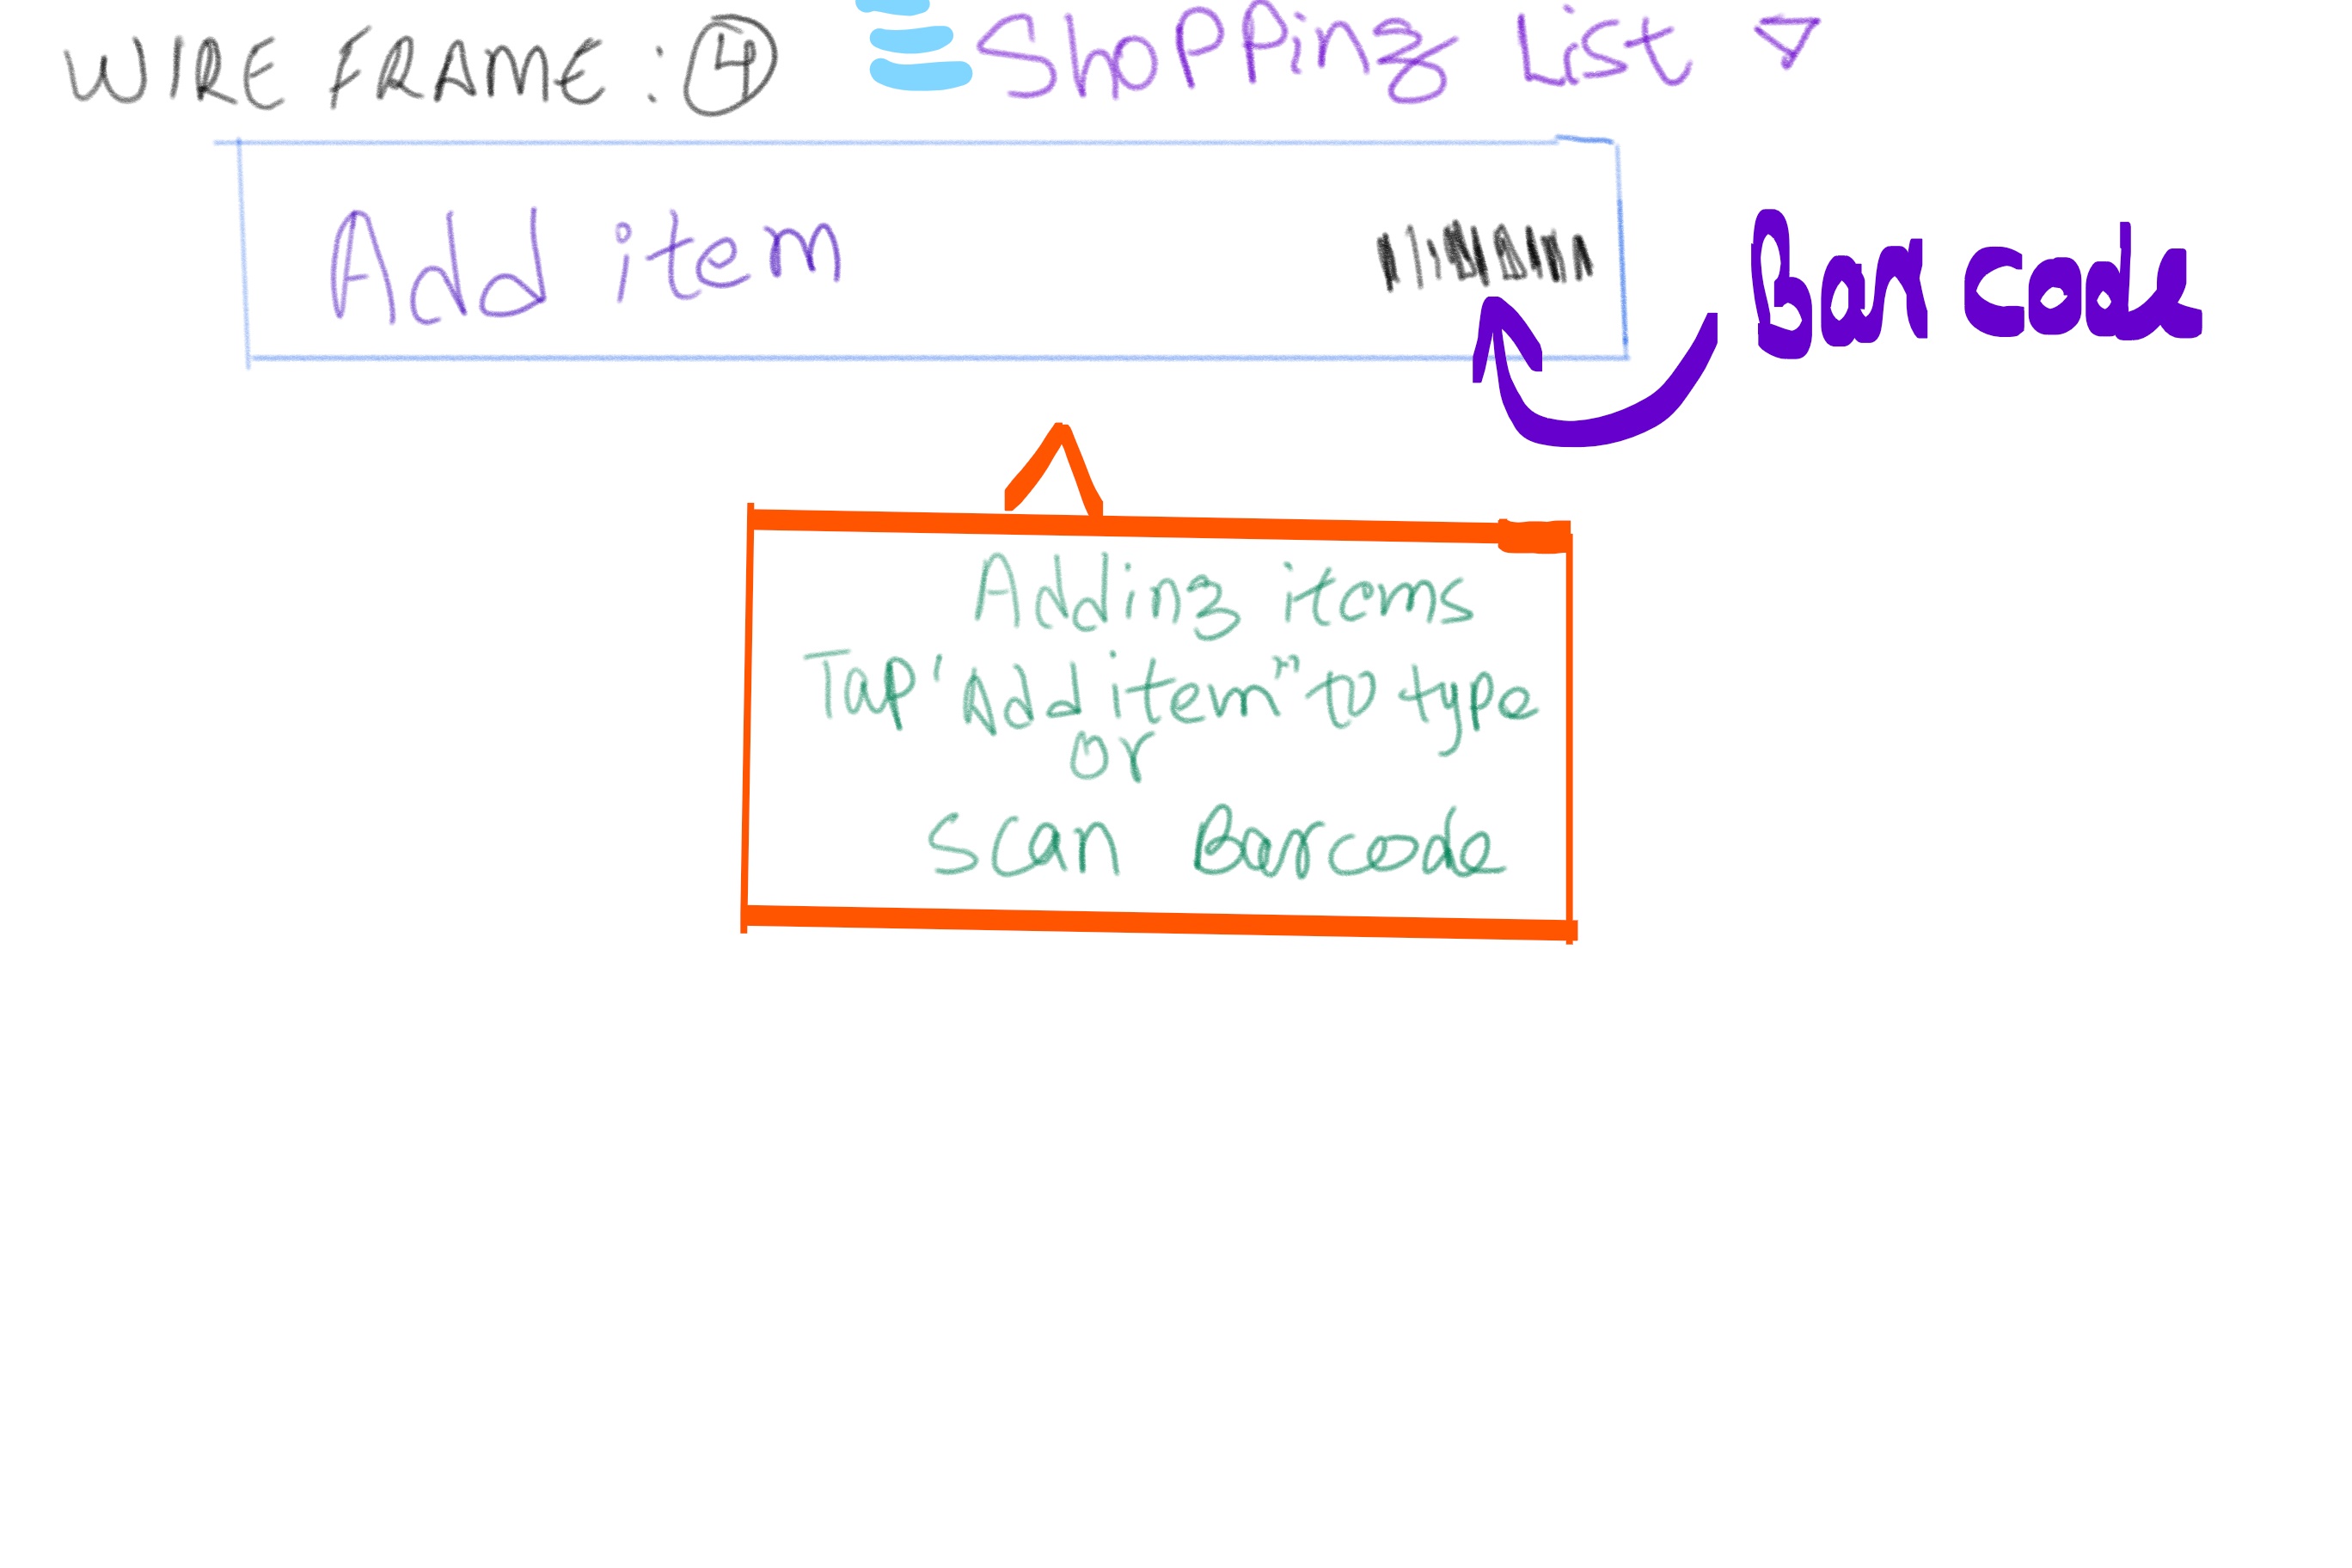 WIRE FRAME: 4
Shopping List
Add item
Bar code
Adding items
Tap 'Add item" to type
or
Scan Barcode